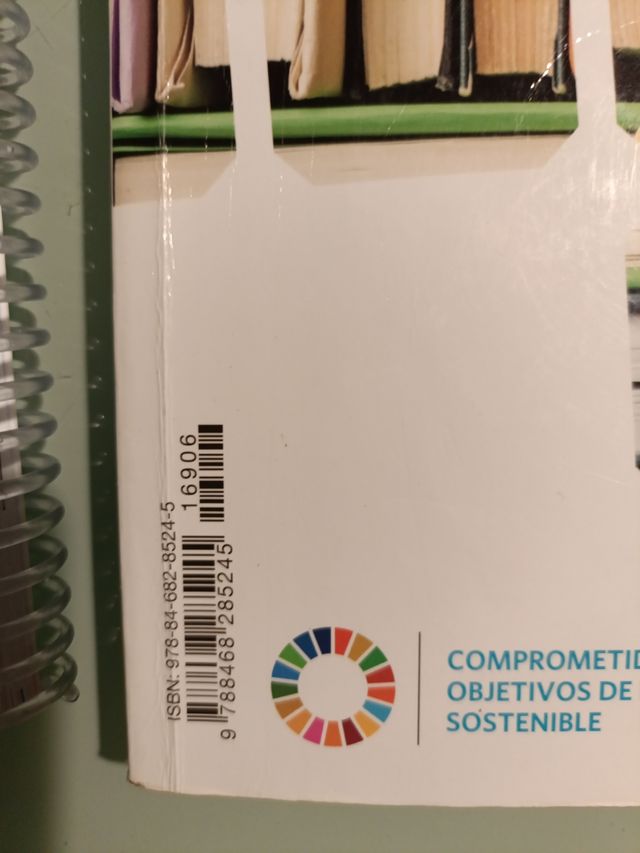 ISBN: 978-84-682-8524-5
16906
9 788468 285245
COMPROMETID
OBJETIVOS DE
SOSTENIBLE